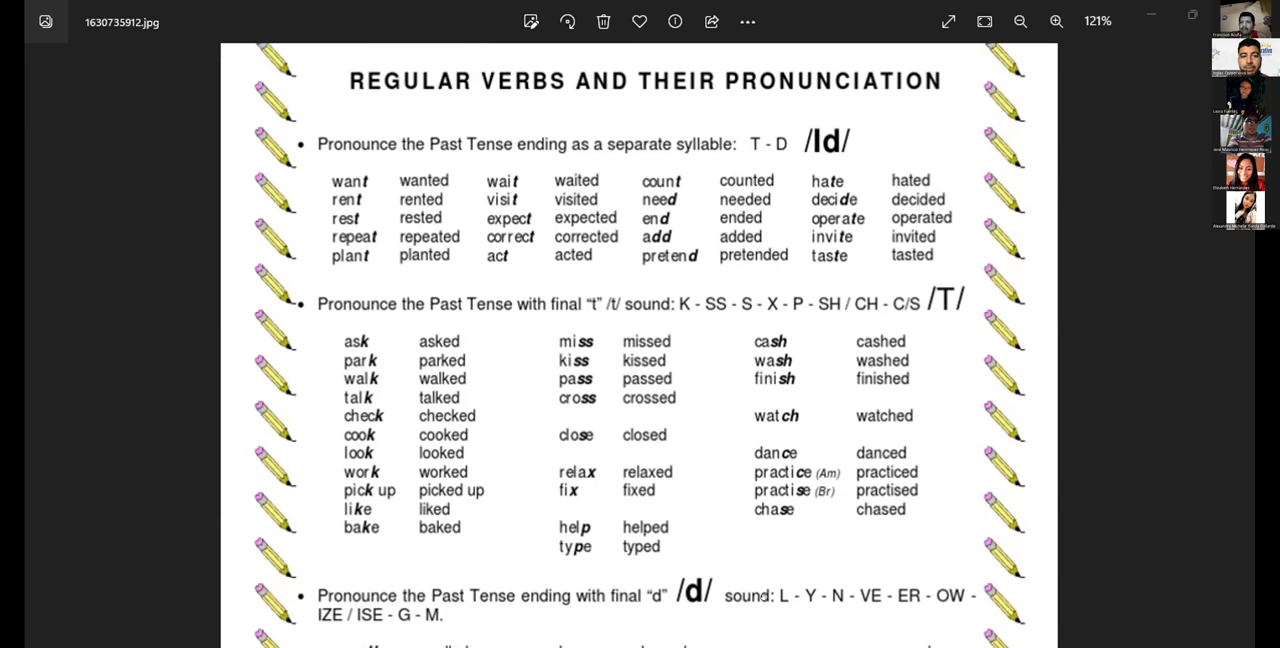 1630735912.jpg
121%
REGULAR VERBS AND THEIR PRONUNCIATION
• Pronounce the Past Tense ending as a separate syllable: T - D /Id/
want wanted wait waited count counted hate hated
rent rented visit visited need needed decide decided
rest rested expect expected end ended operate operated
repeat repeated correct corrected add added invite invited
plant planted act acted pretend pretended taste tasted
• Pronounce the Past Tense with final “t” /t/ sound: K - SS - S - X - P - SH / CH - C/S /T/
ask asked miss missed cash cashed
park parked kiss kissed wash washed
walk walked pass passed finish finished
talk talked cross crossed
check checked watch watched
cook cooked close closed
look looked dance danced
work worked relax relaxed practice (Am) practiced
pick up picked up fix fixed practise (Br) practised
like liked chase chased
bake baked help helped
type typed
• Pronounce the Past Tense ending with final “d” /d/ sound: L - Y - N - VE - ER - OW -
IZE / ISE - G - M.